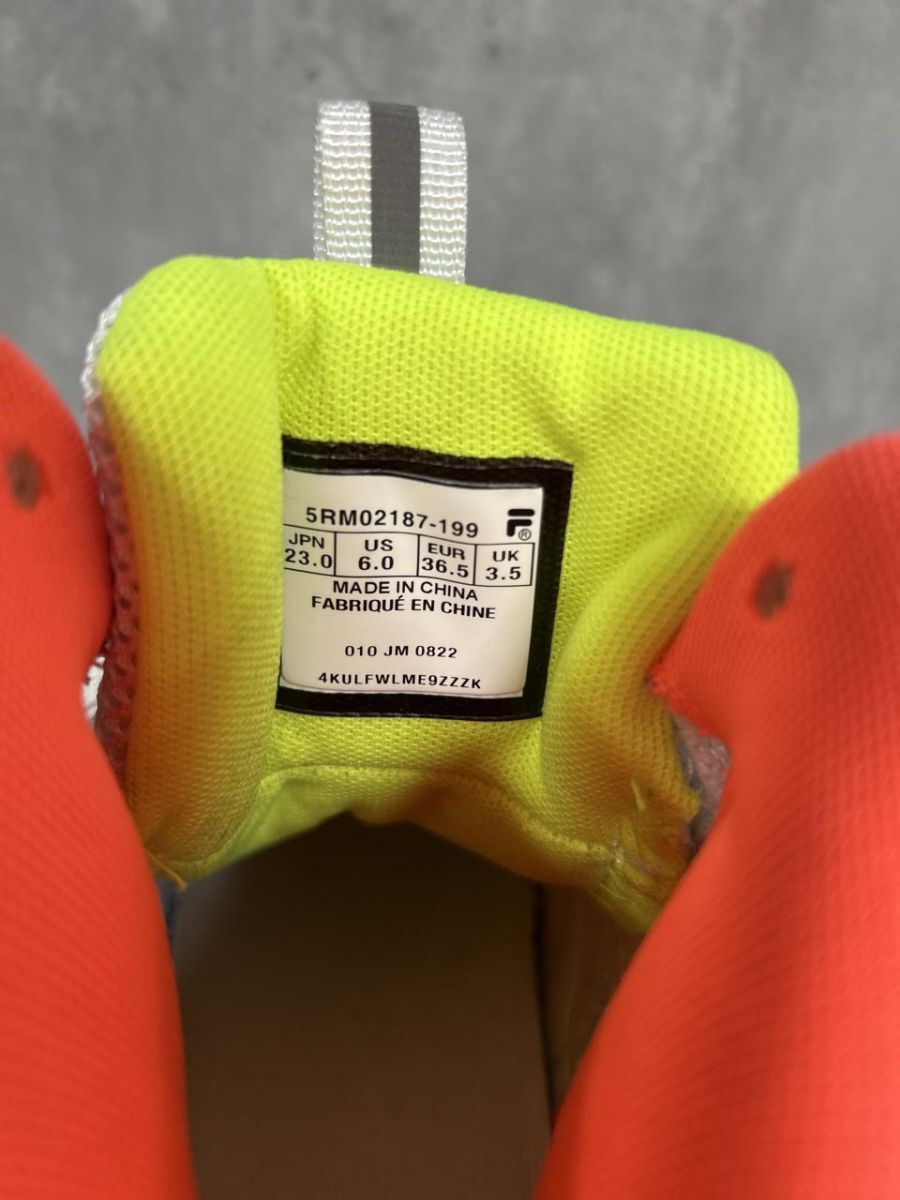 5RM02187-199 F®
JPN US EUR UK
23.0 6.0 36.5 3.5
MADE IN CHINA
FABRIQUÉ EN CHINE
010 JM 0822
4KULFWLME9ZZZK